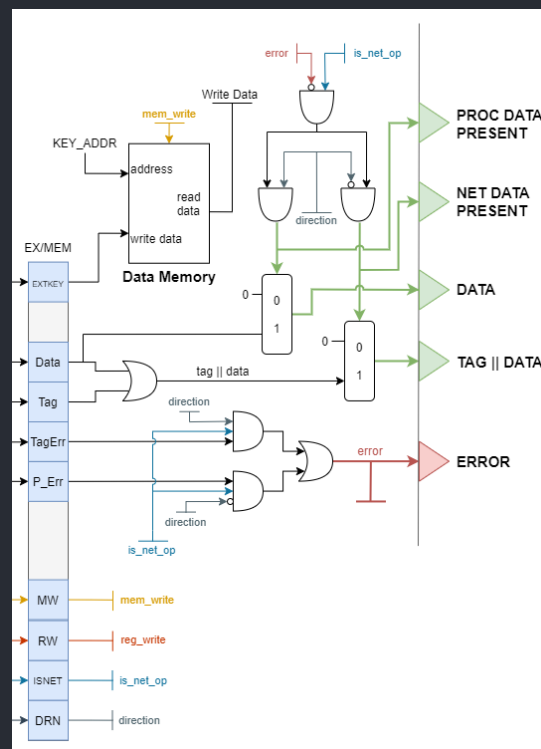 error
is_net_op
Write Data
mem_write
KEY_ADDR
address
read
data
write data
Data Memory
direction
PROC DATA
PRESENT
NET DATA
PRESENT
EX/MEM
EXTKEY
0
0
1
DATA
Data
0
0
1
tag || data
TAG || DATA
Tag
direction
TagErr
error
ERROR
P_Err
direction
is_net_op
MW
mem_write
RW
reg_write
ISNET
is_net_op
DRN
direction